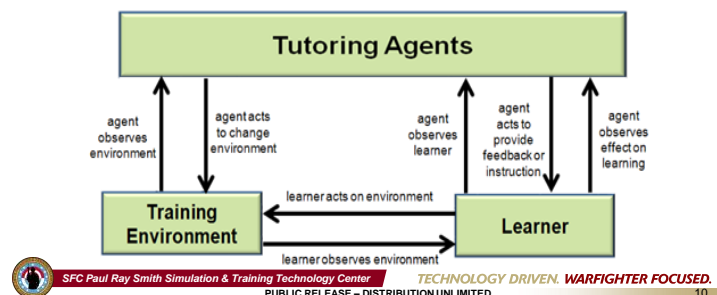 Tutoring Agents
agent
observes
environment
agent acts
to change
environment
agent
observes
learner
agent
acts to
provide
feedback or
instruction
agent
observes
effect on
learning
learner acts on environment
Training
Environment
Learner
learner observes environment
SFC Paul Ray Smith Simulation & Training Technology Center
TECHNOLOGY DRIVEN. WARFIGHTER FOCUSED.
PUBLIC RELEASE – DISTRIBUTION UNLIMITED
10